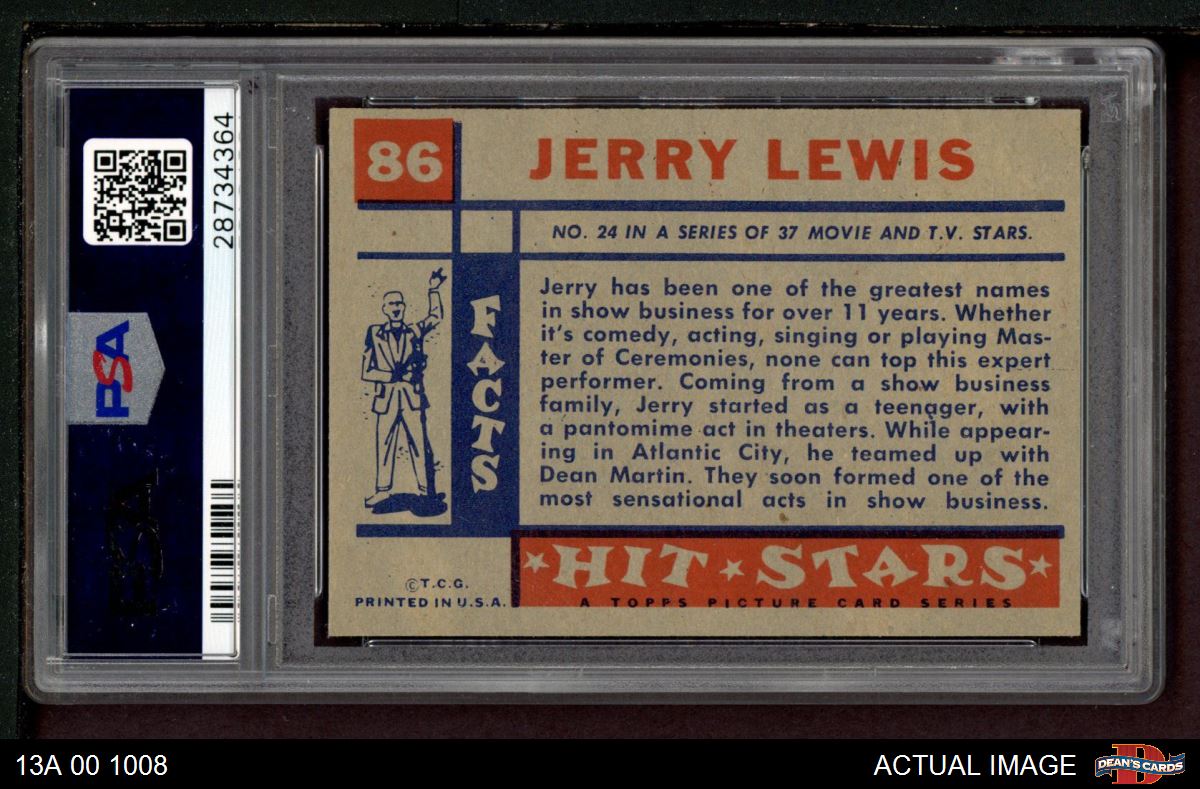 28734364
PSA
86
JERRY LEWIS
NO. 24 IN A SERIES OF 37 MOVIE AND T.V. STARS.
FACTS
Jerry has been one of the greatest names
in show business for over 11 years. Whether
it's comedy, acting, singing or playing Mas-
ter of Ceremonies, none can top this expert
performer. Coming from a show business
family, Jerry started as a teenager, with
a pantomime act in theaters. While appear-
ing in Atlantic City, he teamed up with
Dean Martin. They soon formed one of the
most sensational acts in show business.
©T.C.G.
PRINTED IN U.S.A.
HIT STARS
A TOPPS PICTURE CARD SERIES
13A 00 1008
ACTUAL IMAGE
D
DEAN'S CARDS